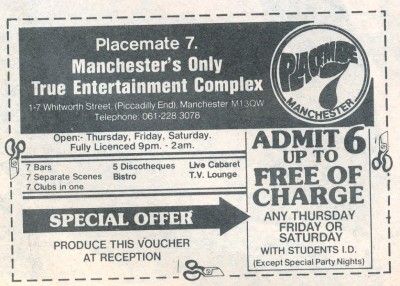 Placemate 7.
Manchester's Only
True Entertainment Complex
1-7 Whitworth Street, (Piccadilly End), Manchester M13QW
Telephone: 061-228 3078
PLACEMATE
7
MANCHESTER
Open:- Thursday, Friday, Saturday.
Fully Licenced 9pm. - 2am.
7 Bars
7 Separate Scenes
7 Clubs in one
5 Discotheques
Bistro
Live Cabaret
T.V. Lounge
SPECIAL OFFER
PRODUCE THIS VOUCHER
AT RECEPTION
ADMIT 6
UP TO
FREE OF
CHARGE
ANY THURSDAY
FRIDAY OR
SATURDAY
WITH STUDENTS I.D.
(Except Special Party Nights)